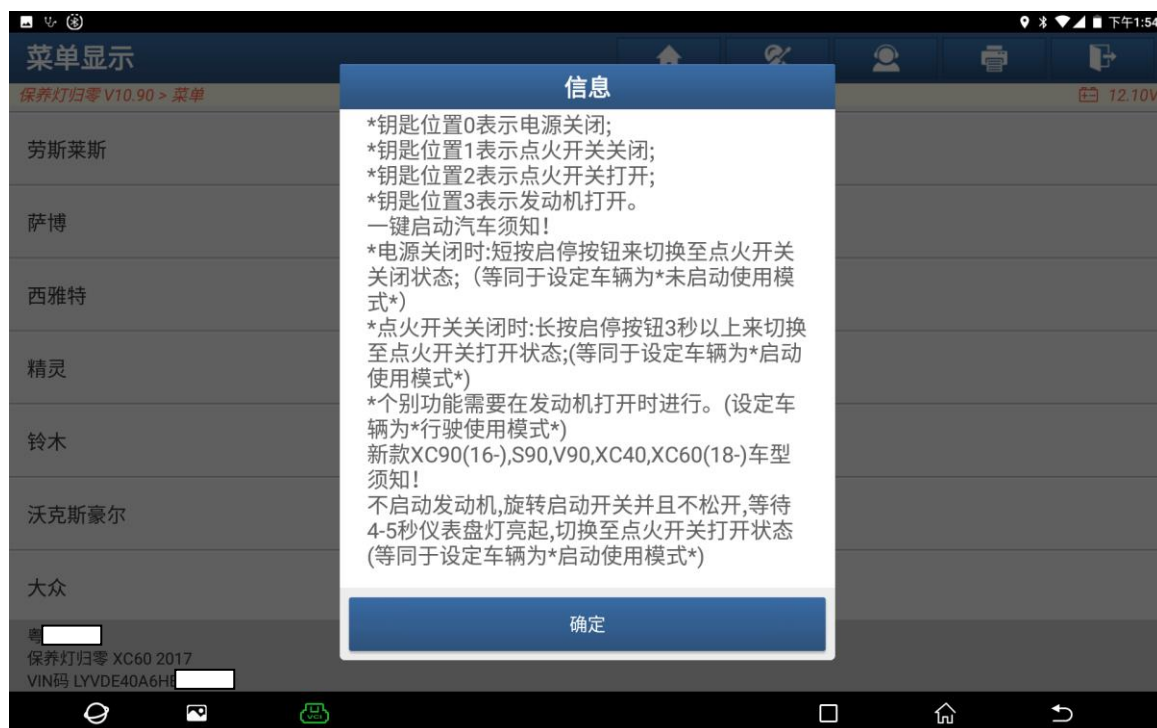 下午1:54
菜单显示
保养灯归零 V10.90 > 菜单
12.10V
劳斯莱斯
萨博
西雅特
精灵
铃木
沃克斯豪尔
大众
信息
*钥匙位置0表示电源关闭;
*钥匙位置1表示点火开关关闭;
*钥匙位置2表示点火开关打开;
*钥匙位置3表示发动机打开。
一键启动汽车须知！
*电源关闭时:短按启停按钮来切换至点火开关
关闭状态;（等同于设定车辆为*未启动使用模
式*）
*点火开关关闭时:长按启停按钮3秒以上来切换
至点火开关打开状态;(等同于设定车辆为*启动
使用模式*)
*个别功能需要在发动机打开时进行。(设定车
辆为*行驶使用模式*)
新款XC90(16-),S90,V90,XC40,XC60(18-)车型
须知！
不启动发动机,旋转启动开关并且不松开,等待
4-5秒仪表盘灯亮起,切换至点火开关打开状态
(等同于设定车辆为*启动使用模式*)
确定
粤
保养灯归零 XC60 2017
VIN码 LYVDE40A6H
VCI